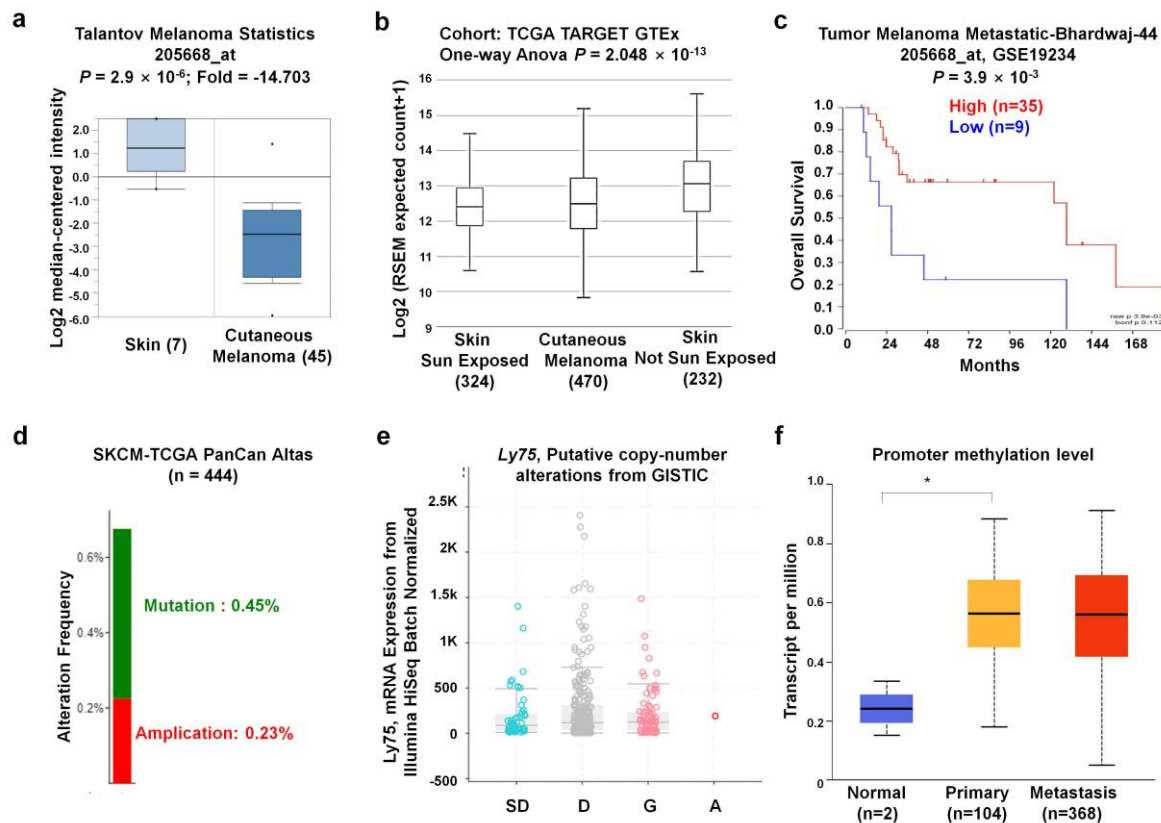 a
Talantov Melanoma Statistics
205668_at
P = 2.9 × 10-6; Fold = -14.703
Log2 median-centered intensity
2.0
1.0
0.0
-1.0
-2.0
-3.0
-4.0
-5.0
-6.0
Skin (7)
Cutaneous
Melanoma (45)
b
Cohort: TCGA TARGET GTEx
One-way Anova P = 2.048 × 10-13
Log2 (RSEM expected count+1)
16
15
14
13
12
11
10
9
Skin
Sun Exposed
(324)
Cutaneous
Melanoma
(470)
Skin
Not Sun Exposed
(232)
c
Tumor Melanoma Metastatic-Bhardwaj-44
205668_at, GSE19234
P = 3.9 × 10-3
High (n=35)
Low (n=9)
Overall Survival
1.0
0.9
0.8
0.7
0.6
0.5
0.4
0.3
0.2
0.1
0.0
raw p 3.9e-03
bonf p 0.112
0 24 48 72 96 120 144 168
Months
d
SKCM-TCGA PanCan Altas
(n = 444)
Alteration Frequency
0.6%
0.4%
0.2%
Mutation : 0.45%
Amplication: 0.23%
e
Ly75, Putative copy-number
alterations from GISTIC
Ly75, mRNA Expression from
Illumina HiSeq Batch Normalized
2.5K
2K
1.5K
1K
500
0
-500
SD D G A
f
Promoter methylation level
*
Transcript per million
1.0
0.8
0.6
0.4
0.2
0
Normal
(n=2)
Primary
(n=104)
Metastasis
(n=368)